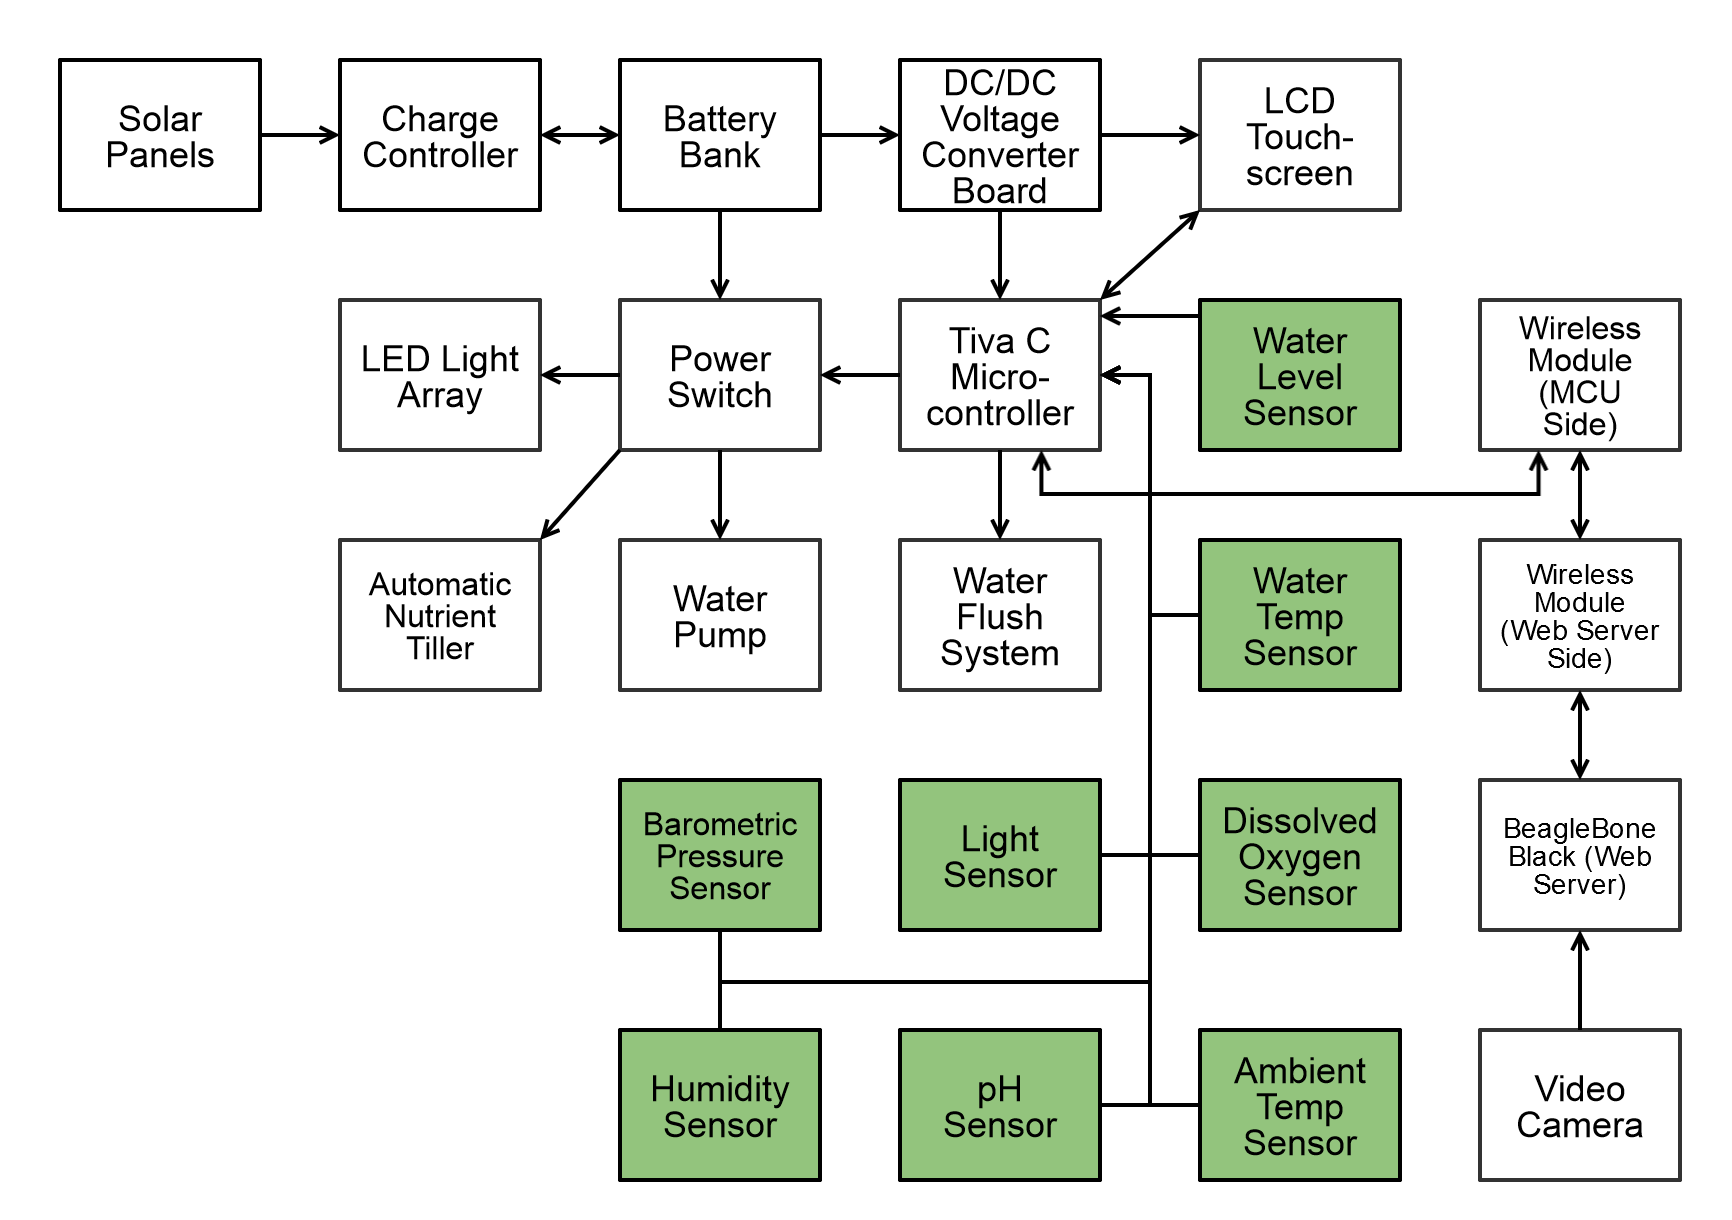 Solar
Panels
Charge
Controller
Battery
Bank
DC/DC
Voltage
Converter
Board
LCD
Touch-
screen
LED Light
Array
Power
Switch
Tiva C
Micro-
controller
Water
Level
Sensor
Wireless
Module
(MCU
Side)
Automatic
Nutrient
Tiller
Water
Pump
Water
Flush
System
Water
Temp
Sensor
Wireless
Module
(Web Server
Side)
Barometric
Pressure
Sensor
Light
Sensor
Dissolved
Oxygen
Sensor
BeagleBone
Black (Web
Server)
Humidity
Sensor
pH
Sensor
Ambient
Temp
Sensor
Video
Camera